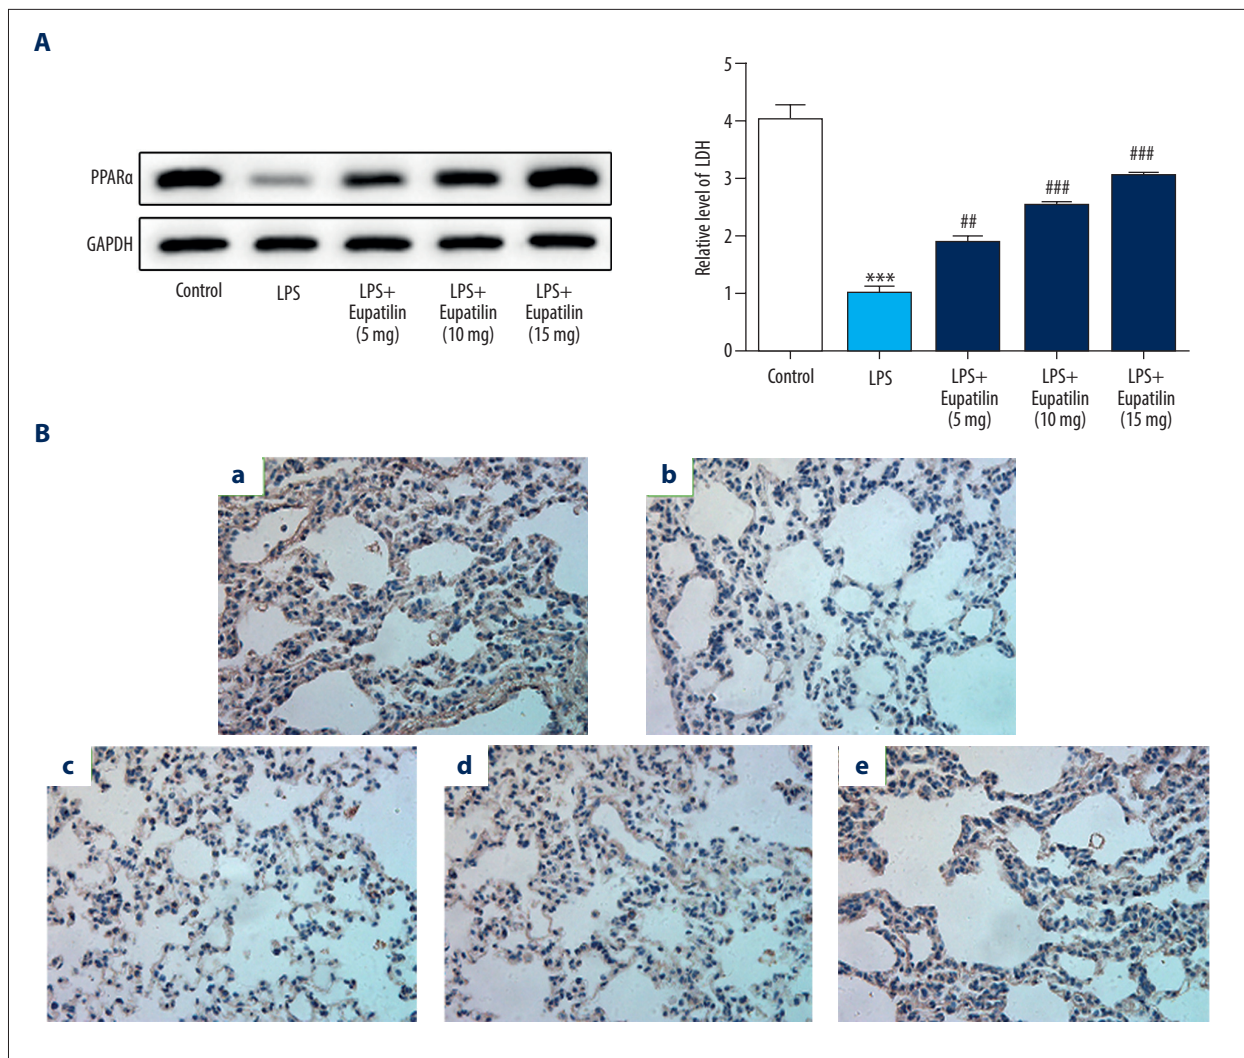 A
PPARα
GAPDH
Control
LPS
LPS+
Eupatilin
(5 mg)
LPS+
Eupatilin
(10 mg)
LPS+
Eupatilin
(15 mg)
Relative level of LDH
5
4
3
2
1
0
***
##
###
###
Control
LPS
LPS+
Eupatilin
(5 mg)
LPS+
Eupatilin
(10 mg)
LPS+
Eupatilin
(15 mg)
B
a
b
c
d
e